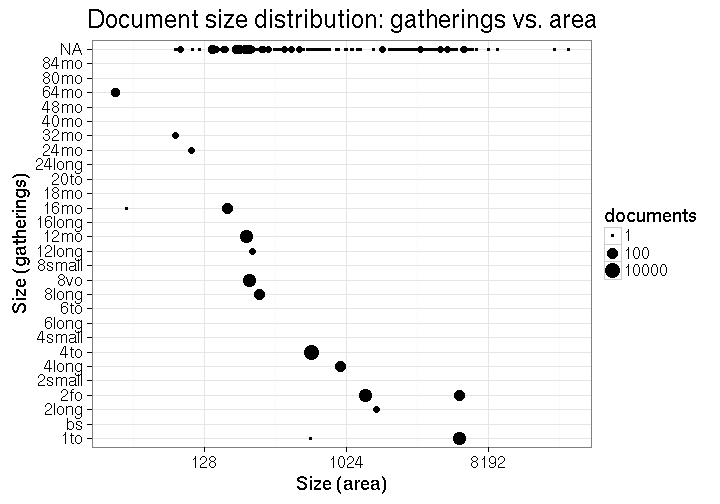 Document size distribution: gatherings vs. area
NA
84mo
80mo
64mo
48mo
40mo
32mo
24mo
24long
20to
18mo
16mo
16long
12mo
12long
8small
8vo
8long
6to
6long
4small
4to
4long
2small
2fo
2long
bs
1to
Size (gatherings)
128
1024
8192
Size (area)
documents
1
100
10000